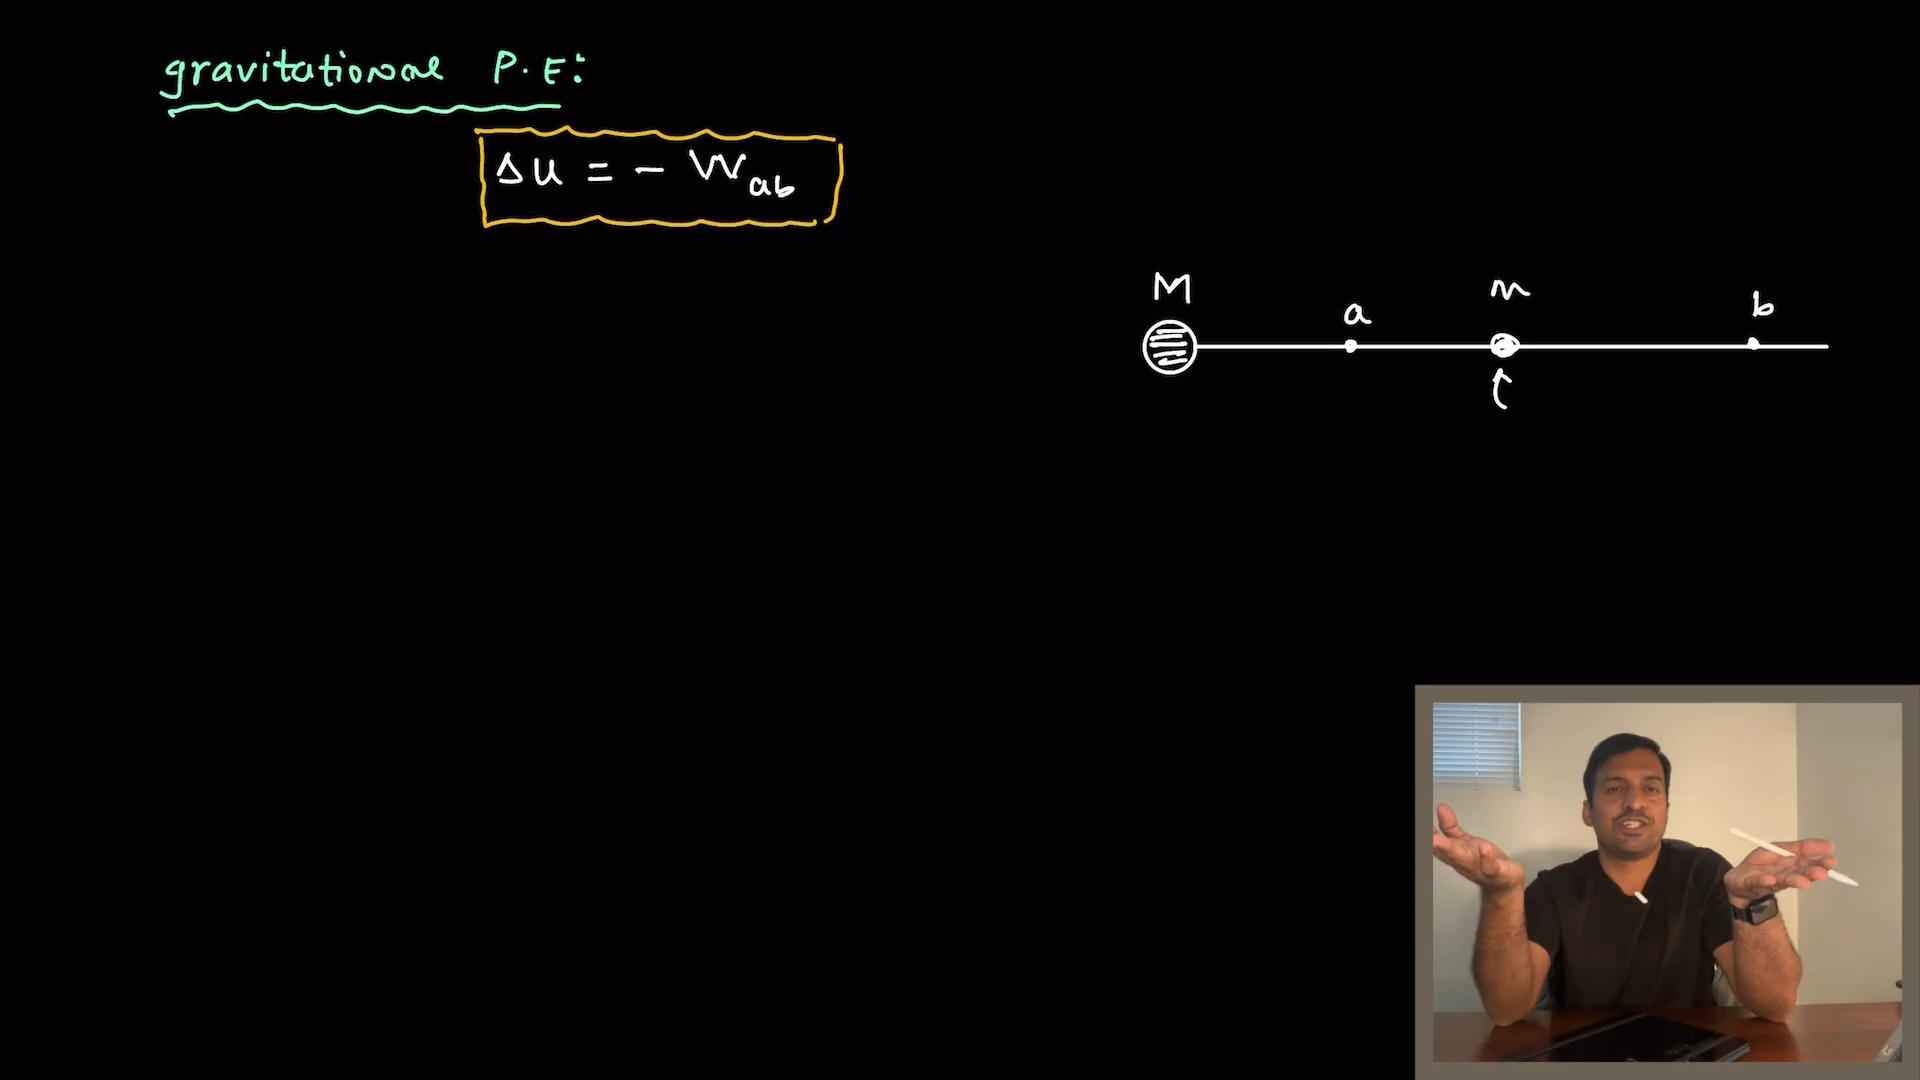 gravitational P.E:
Δu = - W_ab
M
a
m
b